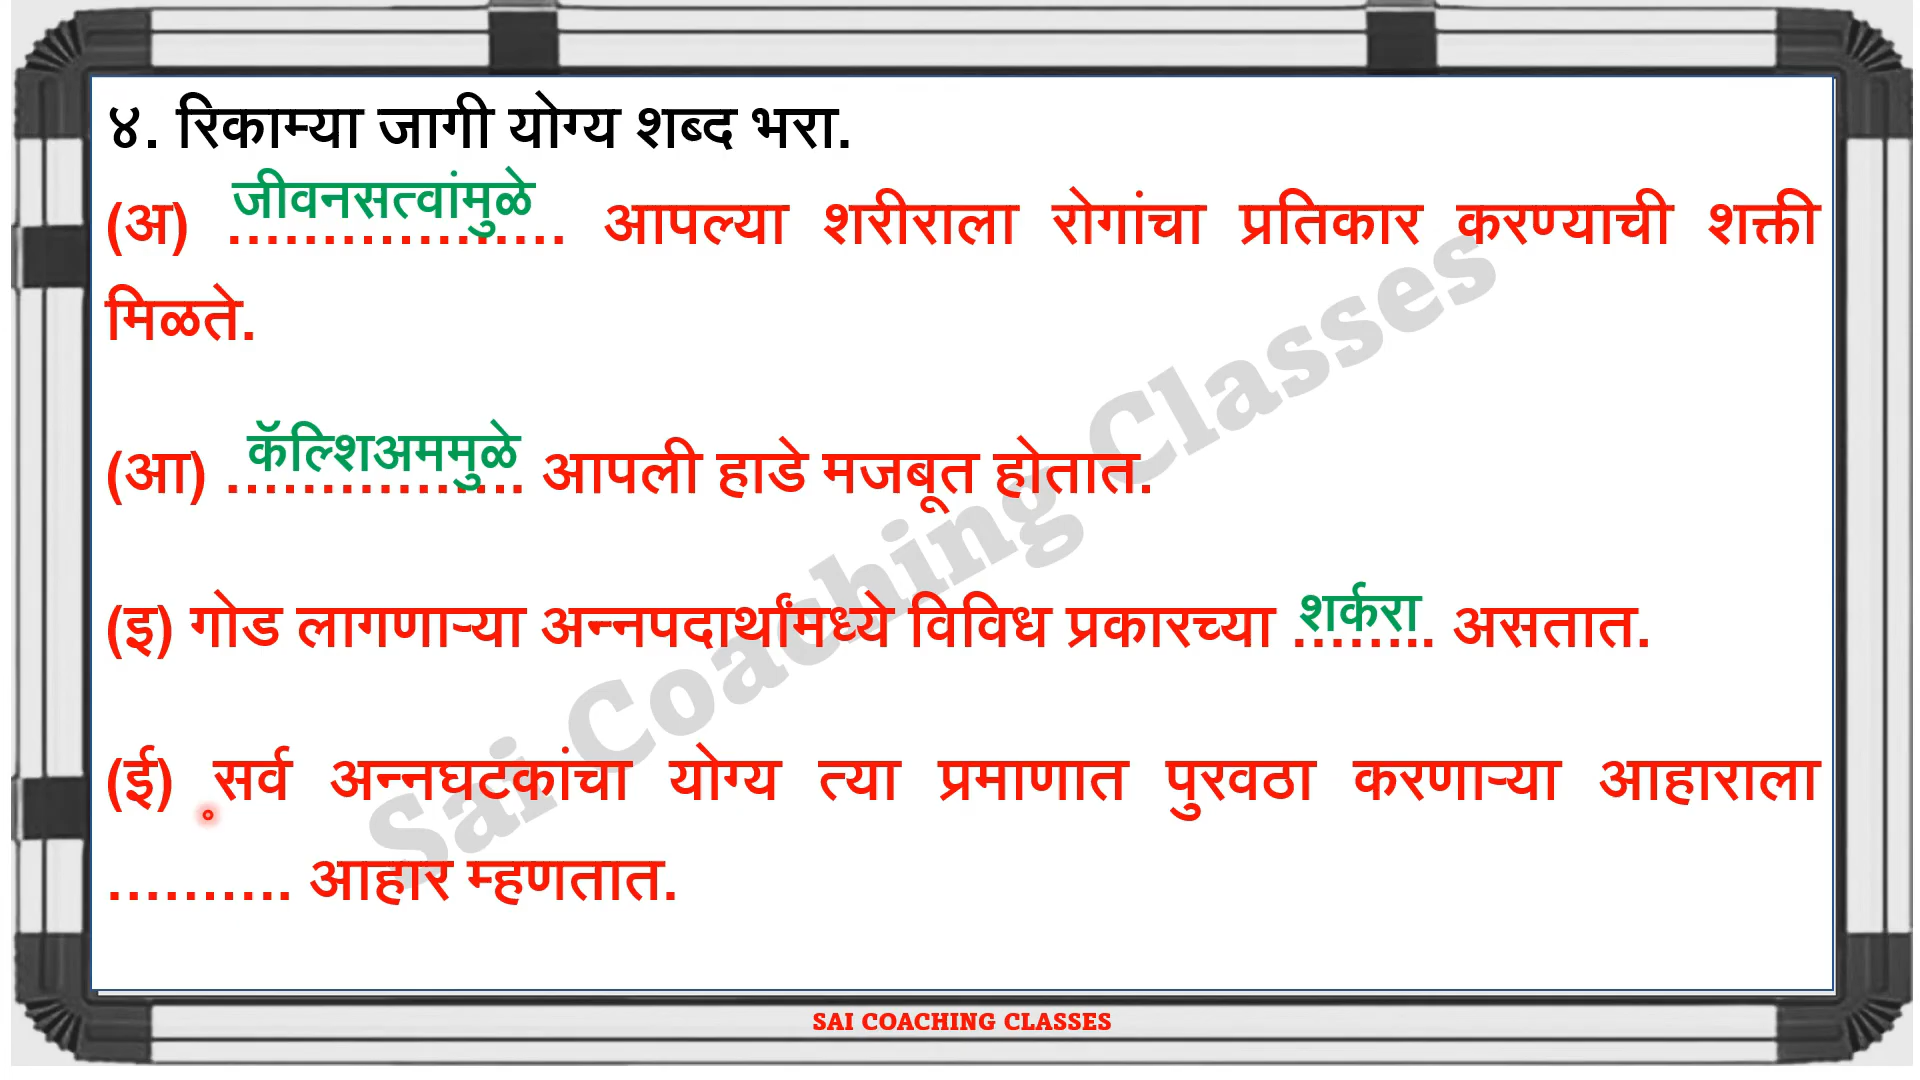 ४. रिकाम्या जागी योग्य शब्द भरा.
(अ) जीवनसत्वांमुळे .................. आपल्या शरीराला रोगांचा प्रतिकार करण्याची शक्ती
मिळते.
(आ) कॅल्शिअममुळे ................ आपली हाडे मजबूत होतात.
(इ) गोड लागणाऱ्या अन्नपदार्थांमध्ये विविध प्रकारच्या शर्करा ........ असतात.
(ई) सर्व अन्नघटकांचा योग्य त्या प्रमाणात पुरवठा करणाऱ्या आहाराला
.......... आहार म्हणतात.
Sai Coaching Classes
SAI COACHING CLASSES